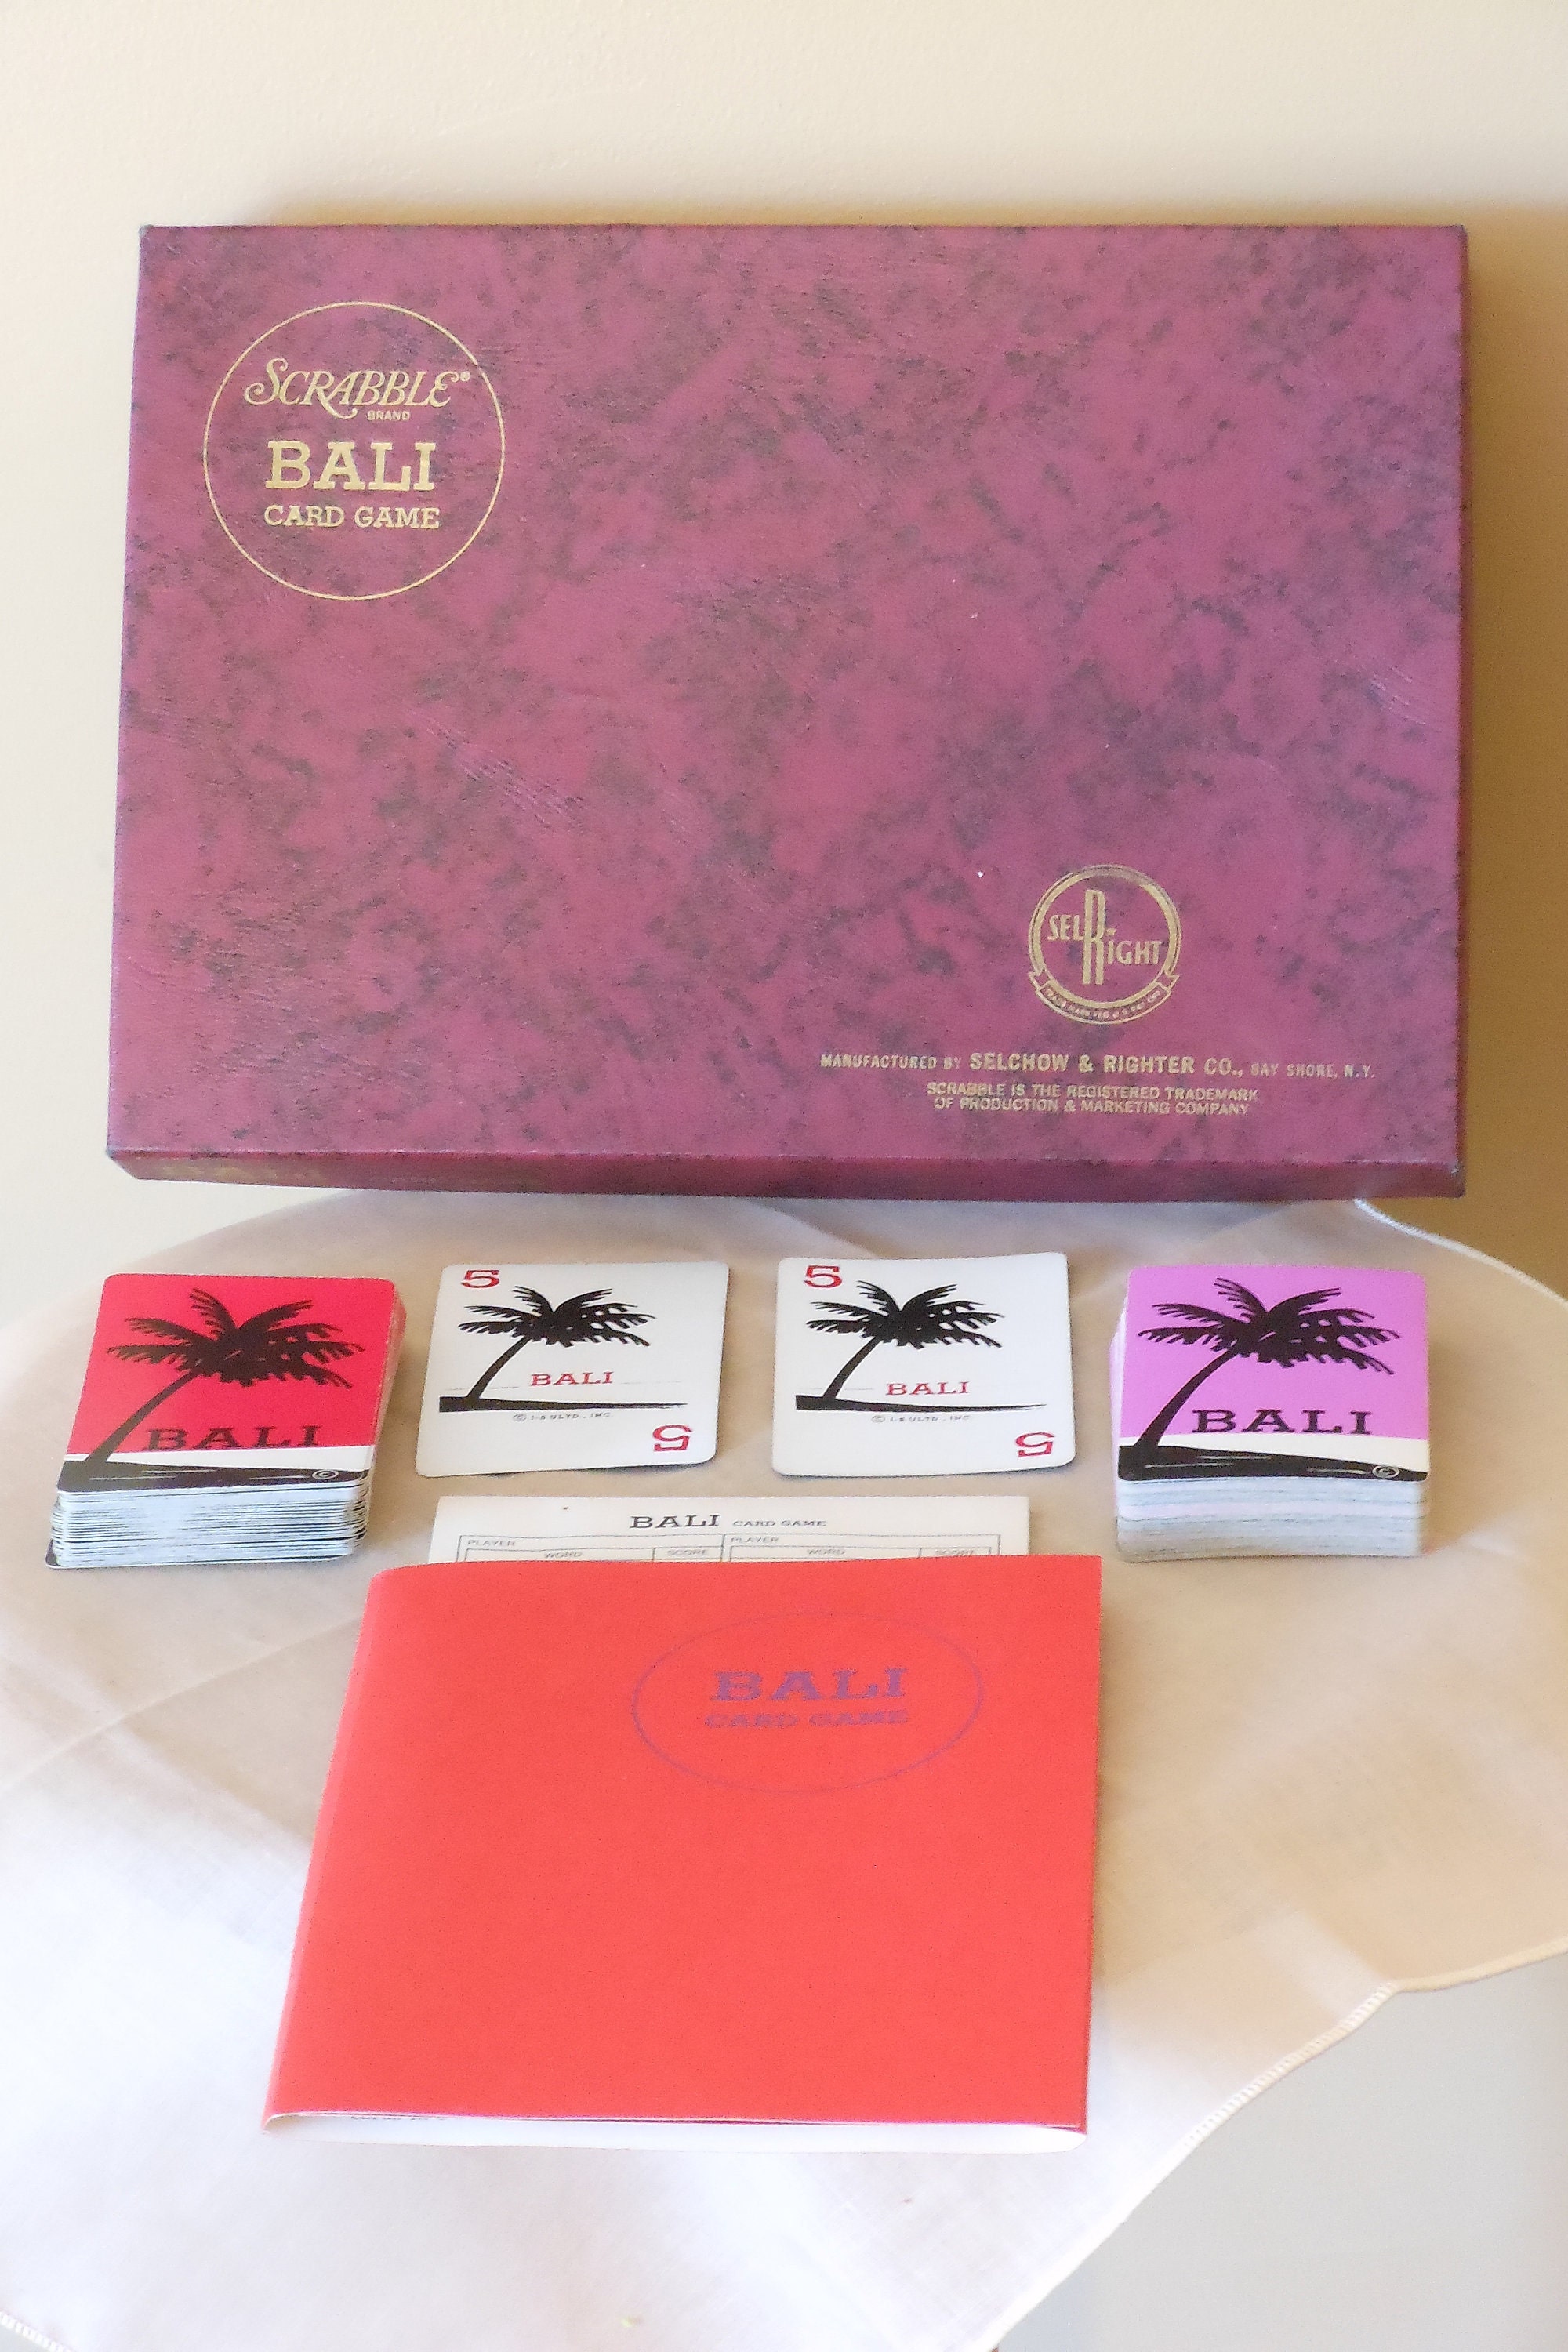 SCRABBLE®
BRAND
BALI
CARD GAME
SEL RIGHT
MANUFACTURED BY SELCHOW & RIGHTER CO., BAY SHORE, N.Y.
SCRABBLE IS THE REGISTERED TRADEMARK
OF PRODUCTION & MARKETING COMPANY
BALI
©
5
BALI
5
5
BALI
5
BALI
©
BALI CARD GAME
PLAYER PLAYER
WORD SCORE WORD SCORE
BALI
CARD GAME